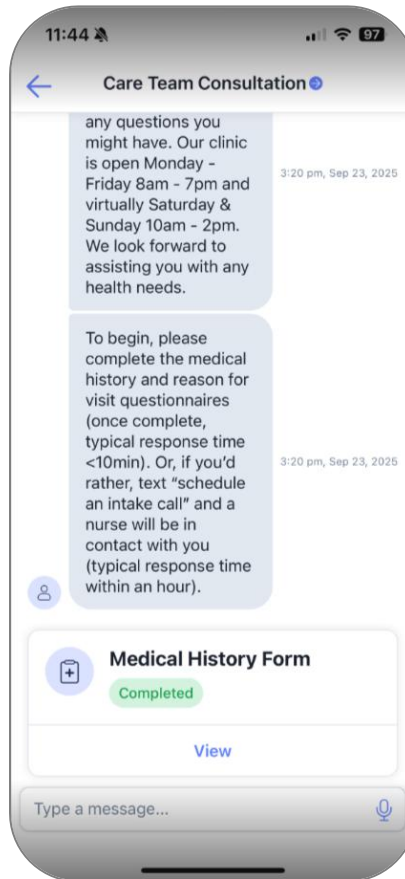 11:44
97
Care Team Consultation
any questions you
might have. Our clinic
is open Monday -
Friday 8am - 7pm and
virtually Saturday &
Sunday 10am - 2pm.
We look forward to
assisting you with any
health needs.
3:20 pm, Sep 23, 2025
To begin, please
complete the medical
history and reason for
visit questionnaires
(once complete,
typical response time
<10min). Or, if you’d
rather, text “schedule
an intake call” and a
nurse will be in
contact with you
(typical response time
within an hour).
3:20 pm, Sep 23, 2025
Medical History Form
Completed
View
Type a message...